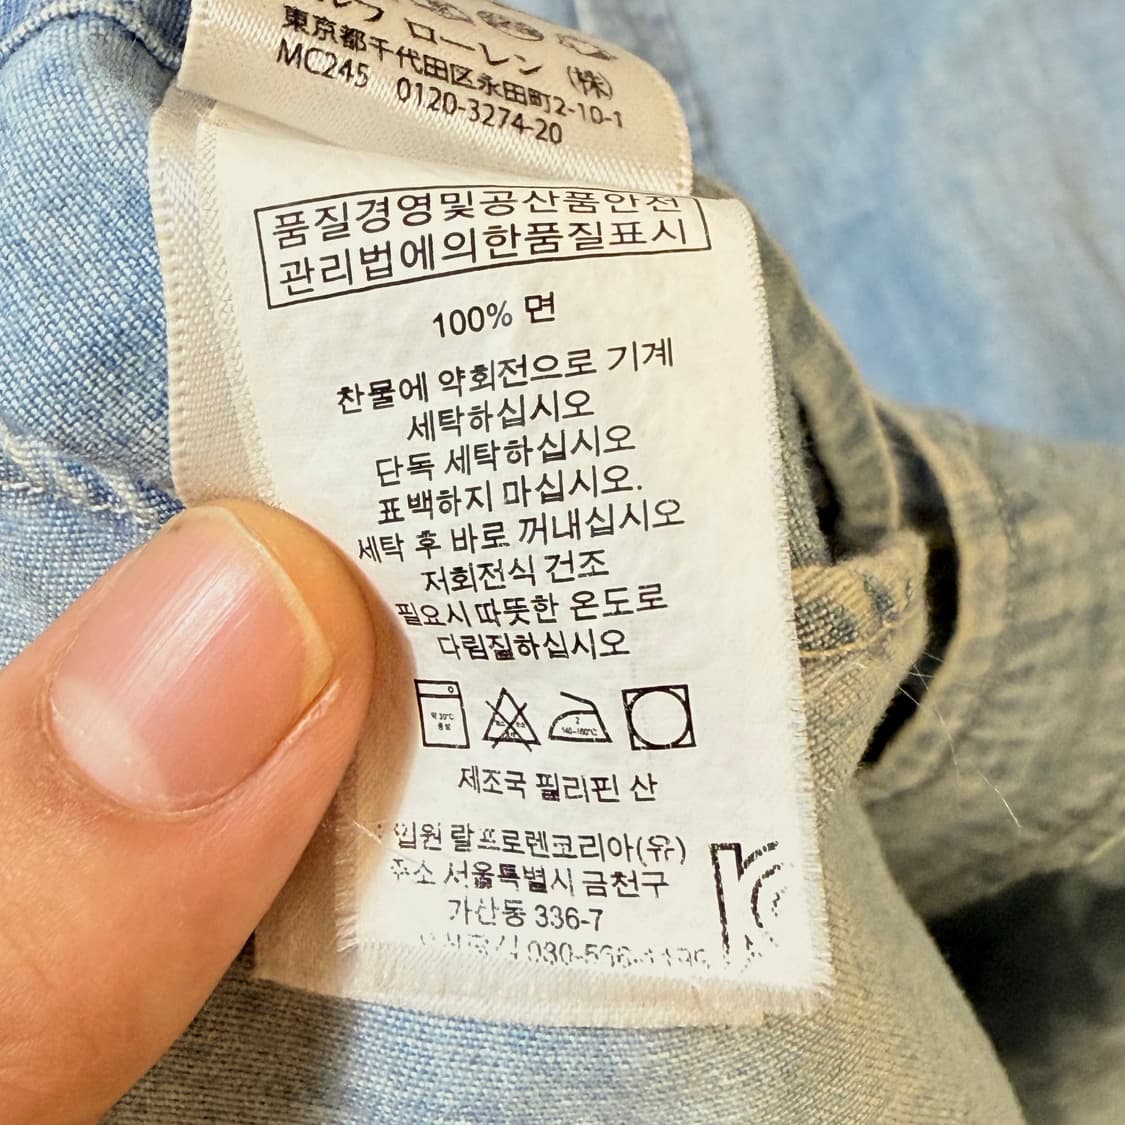 ローレン (株)
東京都千代田区永田町2-10-1
MC245 0120-3274-20
품질경영및공산품안전
관리법에의한품질표시
100% 면
찬물에 약회전으로 기계
세탁하십시오
단독 세탁하십시오
표백하지 마십시오.
세탁 후 바로 꺼내십시오
저회전식 건조
필요시 따뜻한 온도로
다림질하십시오
약 30℃
2
140-160℃
제조국 필리핀 산
랄프로렌코리아(유)
주소 서울특별시 금천구
가산동 336-7